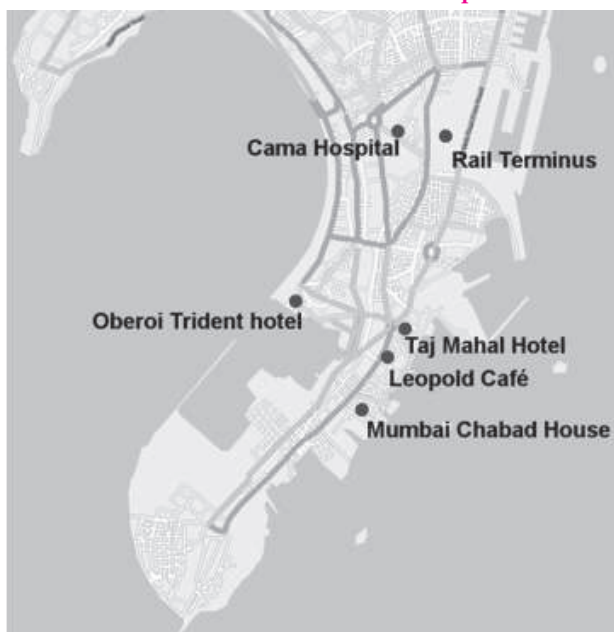 Cama Hospital
Rail Terminus
Oberoi Trident hotel
Taj Mahal Hotel
Leopold Café
Mumbai Chabad House